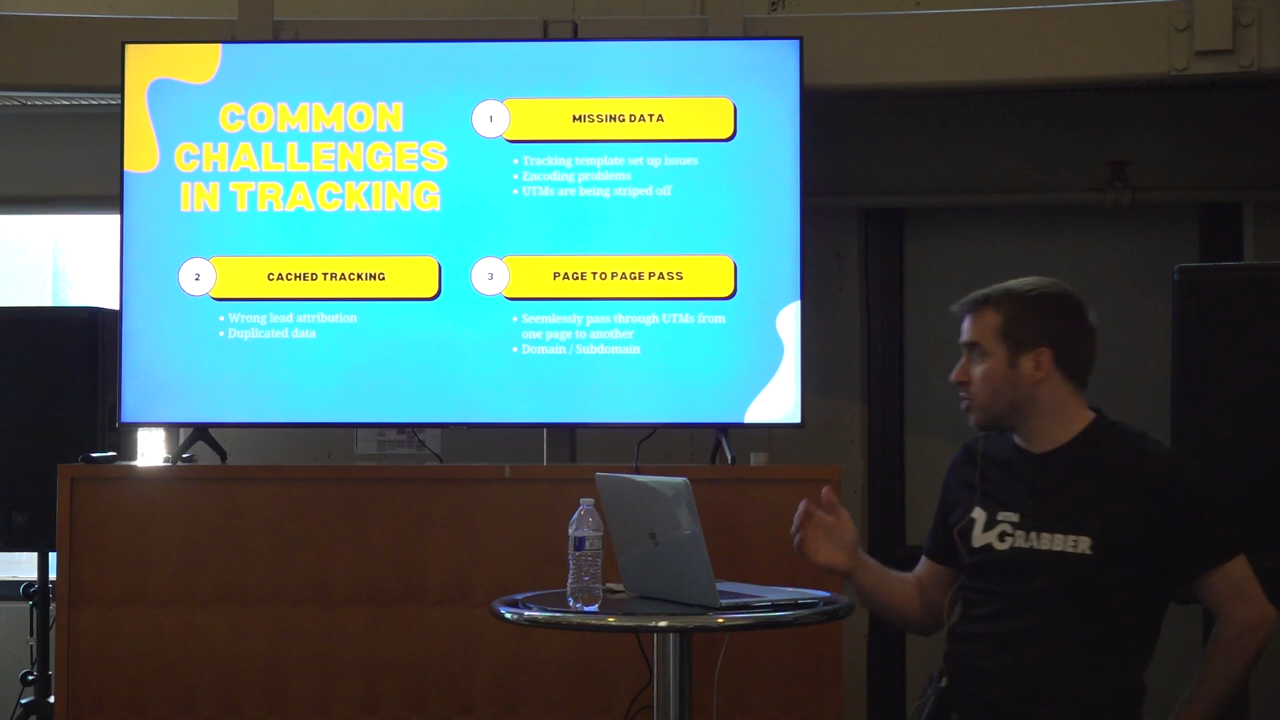 COMMON
CHALLENGES
IN TRACKING
1
MISSING DATA
• Tracking template set up issues
• Encoding problems
• UTMs are being striped off
2
CACHED TRACKING
• Wrong lead attribution
• Duplicated data
3
PAGE TO PAGE PASS
• Seemlessly pass through UTMs from
one page to another
• Domain / Subdomain
UTM
GRABBER